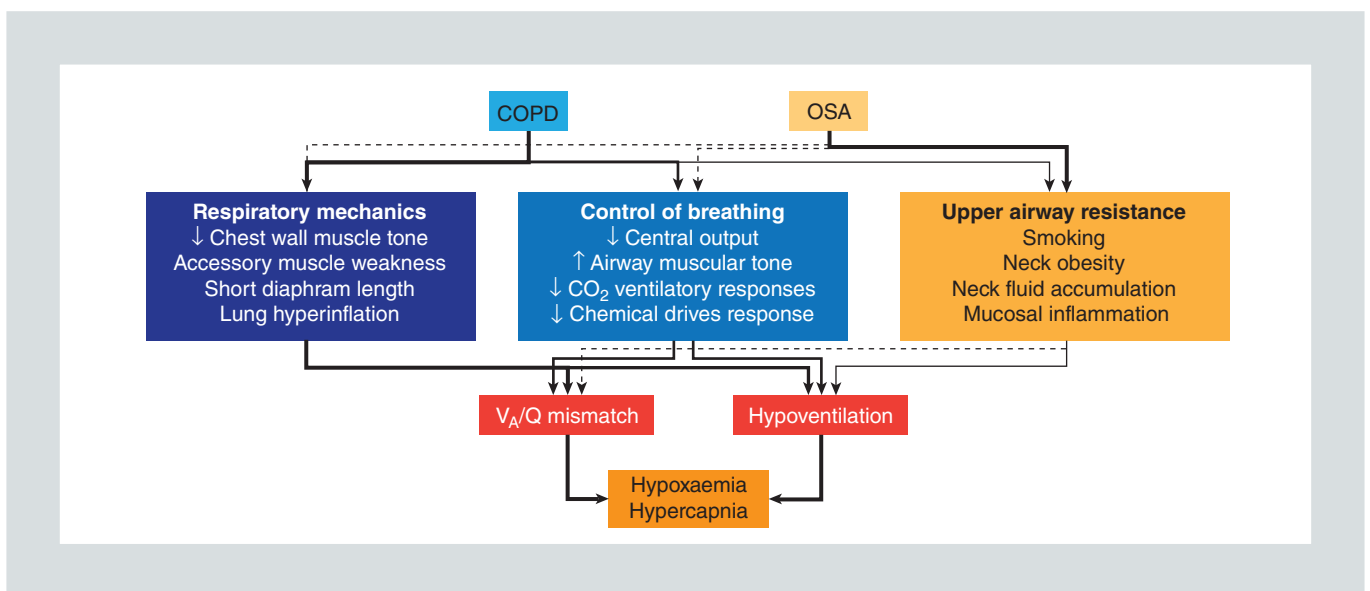 COPD
OSA
Respiratory mechanics
↓ Chest wall muscle tone
Accessory muscle weakness
Short diaphram length
Lung hyperinflation
Control of breathing
↓ Central output
↑ Airway muscular tone
↓ CO₂ ventilatory responses
↓ Chemical drives response
Upper airway resistance
Smoking
Neck obesity
Neck fluid accumulation
Mucosal inflammation
V_A/Q mismatch
Hypoventilation
Hypoxaemia
Hypercapnia